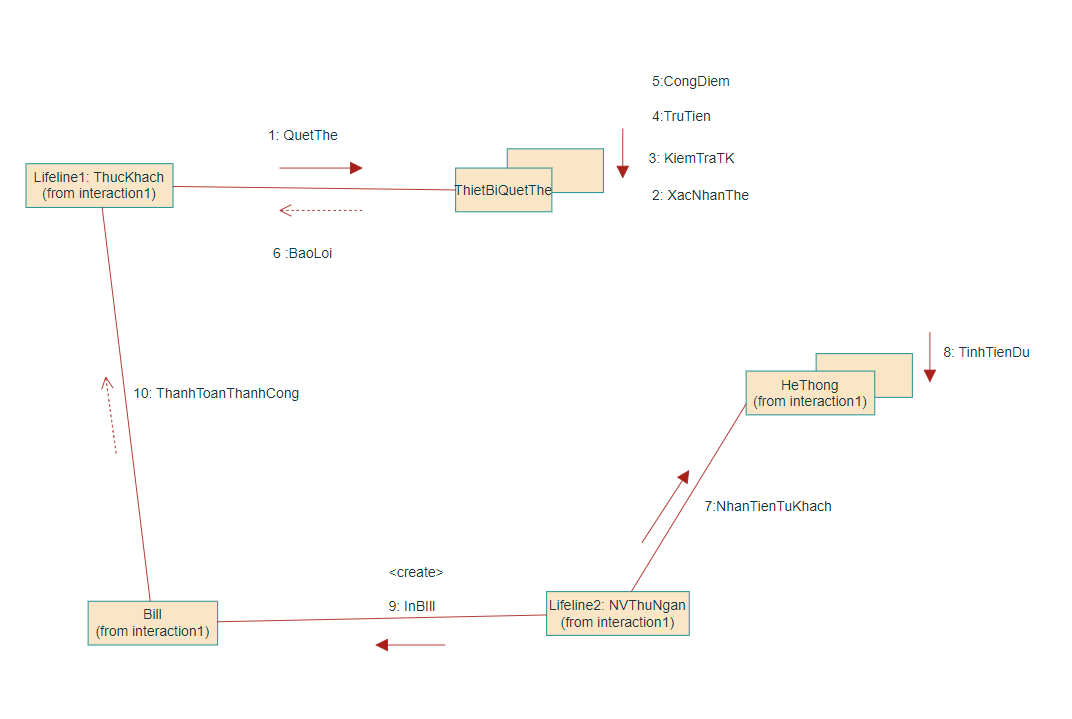 5:CongDiem
4:TruTien
1: QuetThe
3: KiemTraTK
Lifeline1: ThucKhach
(from interaction1)
ThietBiQuetThe
2: XacNhanThe
6 :BaoLoi
8: TinhTienDu
HeThong
(from interaction1)
10: ThanhToanThanhCong
7:NhanTienTuKhach
<create>
9: InBIll
Bill
(from interaction1)
Lifeline2: NVThuNgan
(from interaction1)